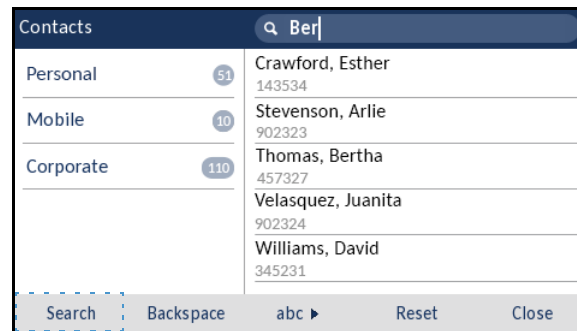 Contacts
Ber
Personal 51
Mobile 10
Corporate 110
Crawford, Esther
143534
Stevenson, Arlie
902323
Thomas, Bertha
457327
Velasquez, Juanita
902324
Williams, David
345231
Search Backspace abc Reset Close